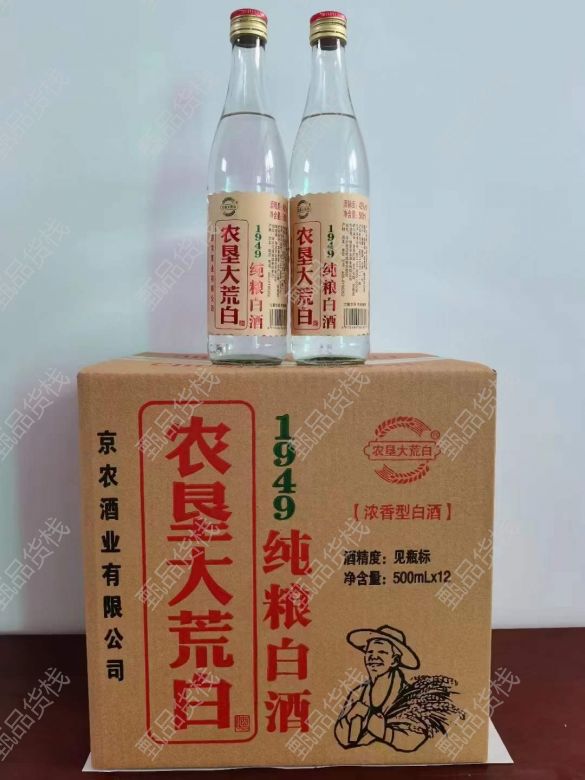 农垦大荒白
1949
纯粮白酒
农垦大荒白
1949
纯粮白酒
净含量:
京农酒业有限公司
农垦大荒白
1949
纯粮白酒
农垦大荒白
【浓香型白酒】
酒精度：见瓶标
净含量：500mLx12
甄品货栈